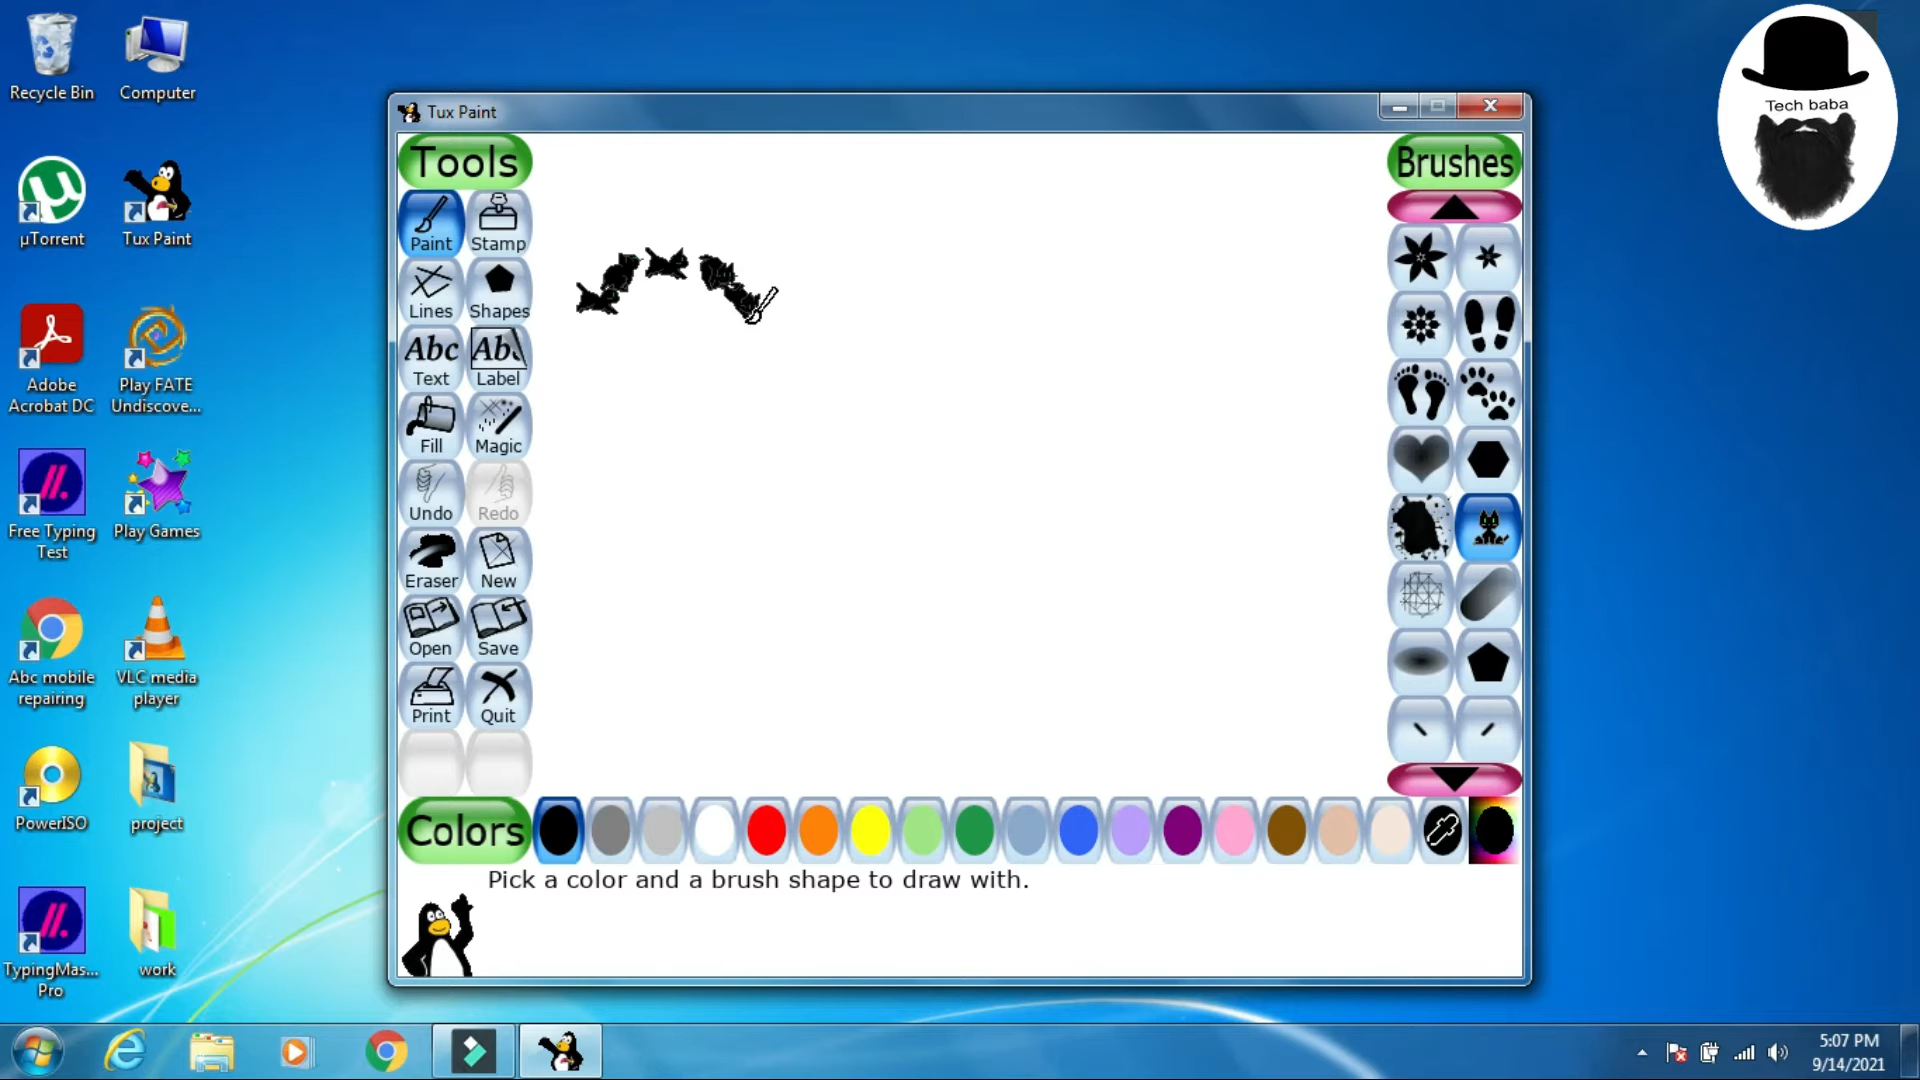 Recycle Bin
Computer
µTorrent
Tux Paint
Adobe
Acrobat DC
Play FATE
Undiscove...
Free Typing
Test
Play Games
Abc mobile
repairing
VLC media
player
PowerISO
project
TypingMas...
Pro
work
Tux Paint
Tools
Paint
Stamp
Lines
Shapes
Abc
Text
Abc
Label
Fill
Magic
Undo
Redo
Eraser
New
Open
Save
Print
Quit
Brushes
Colors
Pick a color and a brush shape to draw with.
Tech baba
5:07 PM
9/14/2021